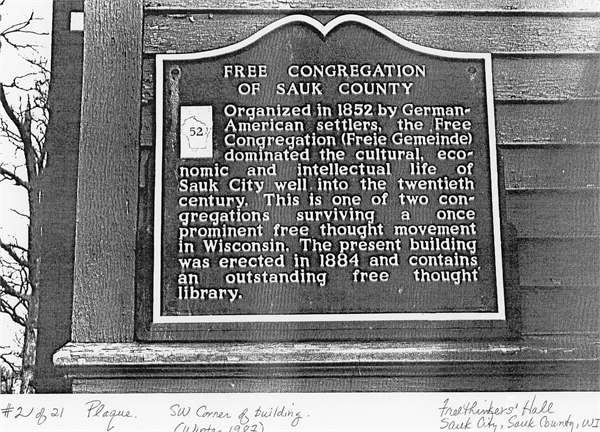 FREE CONGREGATION
OF SAUK COUNTY
52
Organized in 1852 by German-
American settlers, the Free
Congregation (Freie Gemeinde)
dominated the cultural, eco-
nomic and intellectual life of
Sauk City well into the twentieth
century. This is one of two con-
gregations surviving a once
prominent free thought movement
in Wisconsin. The present building
was erected in 1884 and contains
an outstanding free thought
library.
#21 of 21 Plaque. SW Corner of building. Freethinkers' Hall
(Winter 1987) Sauk City, Sauk County, WI